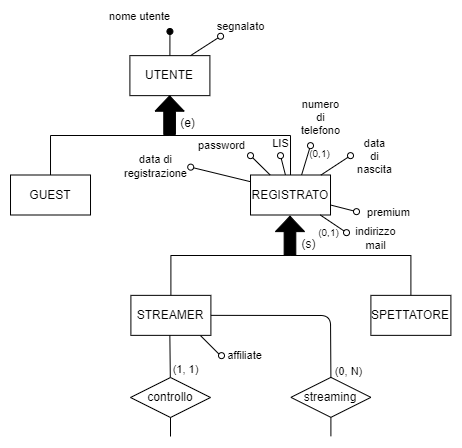 nome utente
segnalato
UTENTE
(e)
numero
di
telefono
(0,1)
password
LIS
data
di
nascita
data di
registrazione
GUEST
REGISTRATO
premium
(0,1)
indirizzo
mail
(s)
STREAMER
SPETTATORE
affiliate
(1, 1)
(0, N)
controllo
streaming